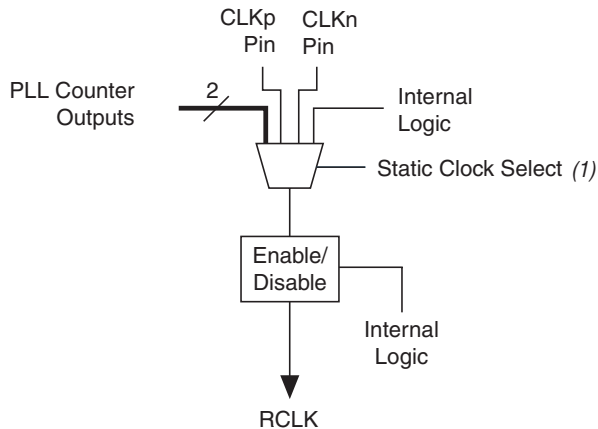 CLKp
Pin
CLKn
Pin
PLL Counter
Outputs
2
Internal
Logic
Static Clock Select (1)
Enable/
Disable
Internal
Logic
RCLK